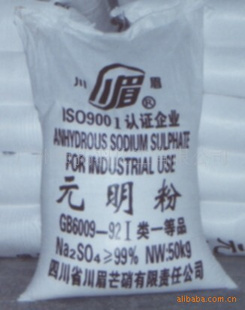 川 眉
眉
®
ISO9001认证企业
ANHYDROUS SODIUM SULPHATE
FOR INDUSTRIAL USE
元明粉
GB6009-92 I 类一等品
Na₂SO₄≥99% NW:50kg
四川省川眉芒硝有限责任公司
alibaba.com.cn